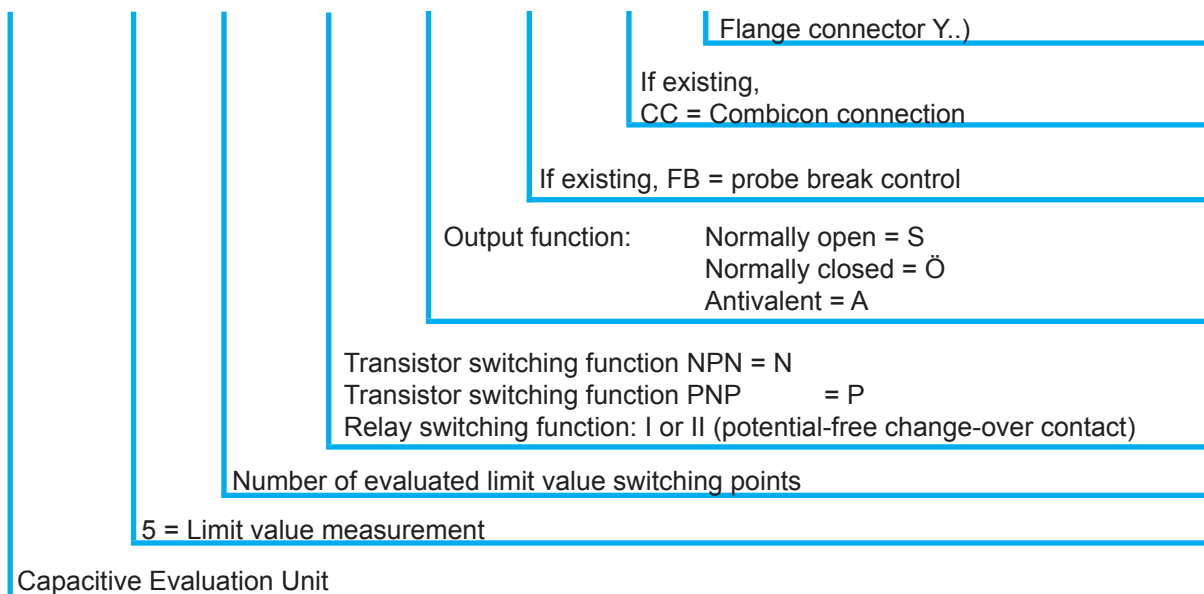 Flange connector Y..)
If existing,
CC = Combicon connection
If existing, FB = probe break control
Output function: Normally open = S
Normally closed = Ö
Antivalent = A
Transistor switching function NPN = N
Transistor switching function PNP = P
Relay switching function: I or II (potential-free change-over contact)
Number of evaluated limit value switching points
5 = Limit value measurement
Capacitive Evaluation Unit